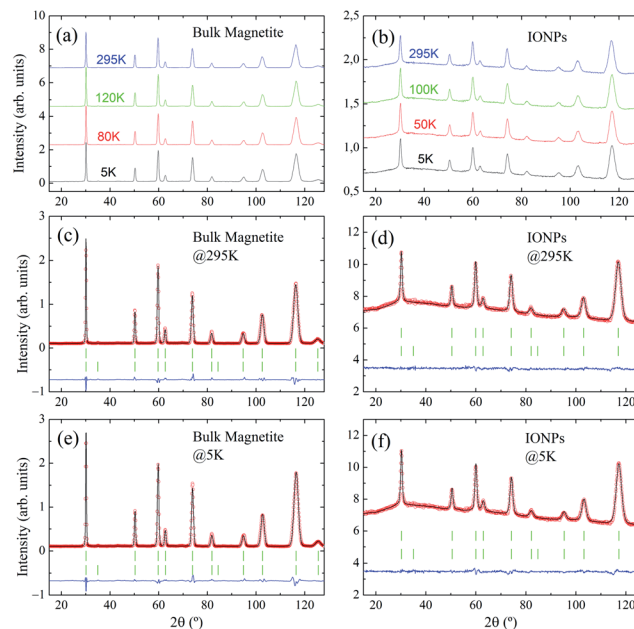 (a) Bulk Magnetite
295K
120K
80K
5K
Intensity (arb. units)
10
8
6
4
2
0
20 40 60 80 100 120
(b) IONPs
295K
100K
50K
5K
2,5
2,0
1,5
1,0
0,5
20 40 60 80 100 120
(c) Bulk Magnetite
@295K
Intensity (arb. units)
3
2
1
0
−1
20 40 60 80 100 120
(d) IONPs
@295K
12
10
8
6
4
2
20 40 60 80 100 120
(e) Bulk Magnetite
@5K
Intensity (arb. units)
3
2
1
0
−1
20 40 60 80 100 120
2θ (º)
(f) IONPs
@5K
12
10
8
6
4
2
20 40 60 80 100 120
2θ (º)